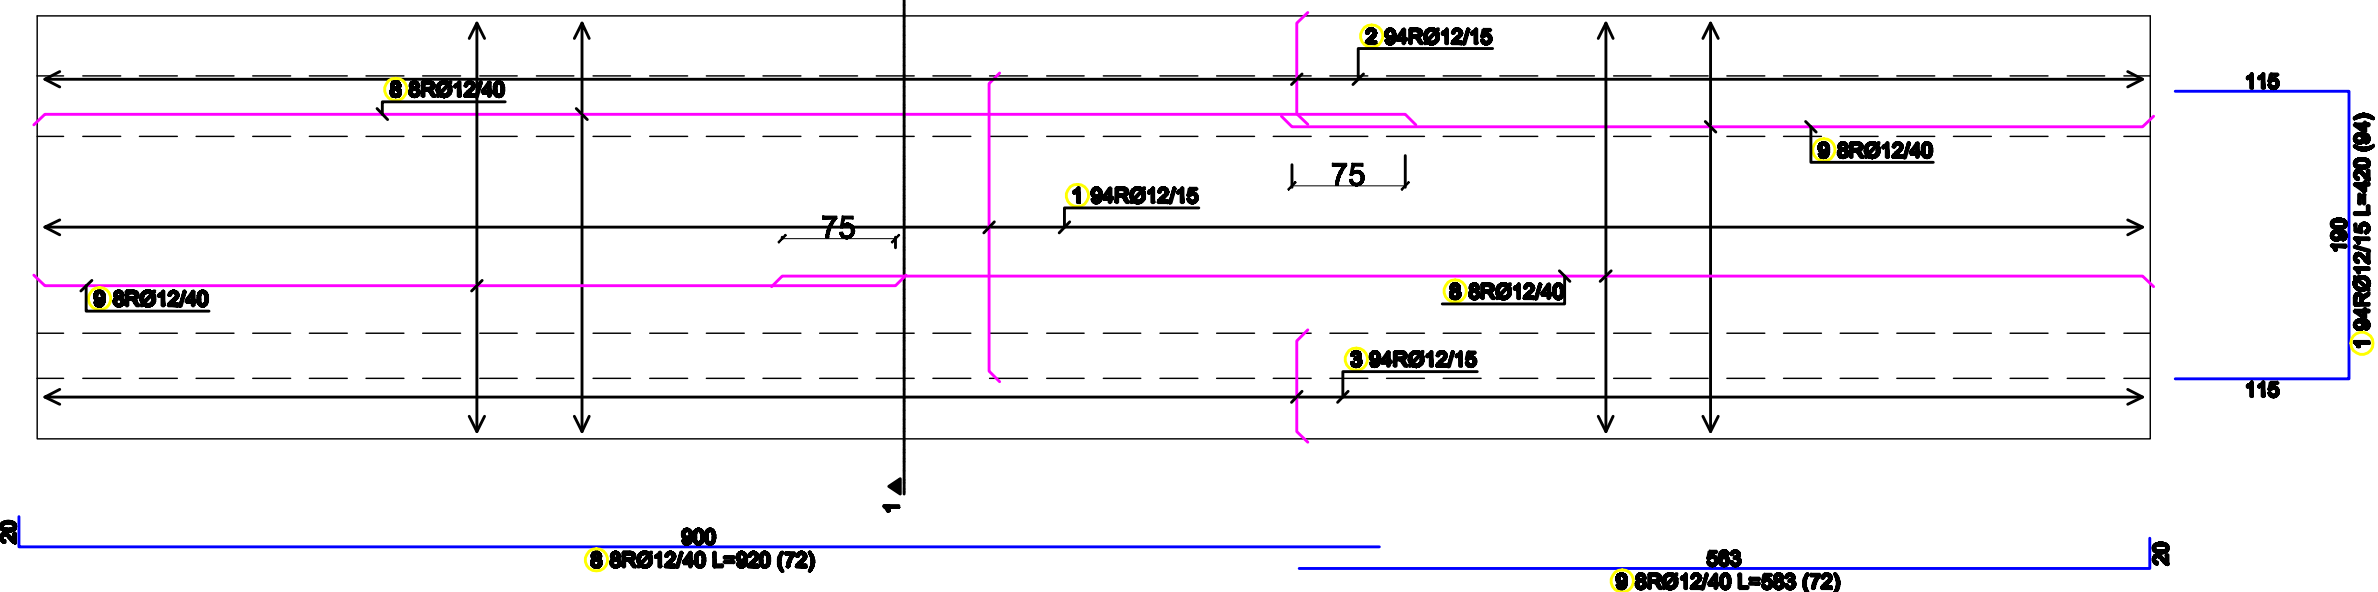 2 94RØ12/15
8 8RØ12/40
115
9 8RØ12/40
75
1 94RØ12/15
75
190
1 94RØ12/15 L=420 (94)
9 8RØ12/40
8 8RØ12/40
3 94RØ12/15
115
1
20
900
8 8RØ12/40 L=920 (72)
563
20
9 8RØ12/40 L=583 (72)